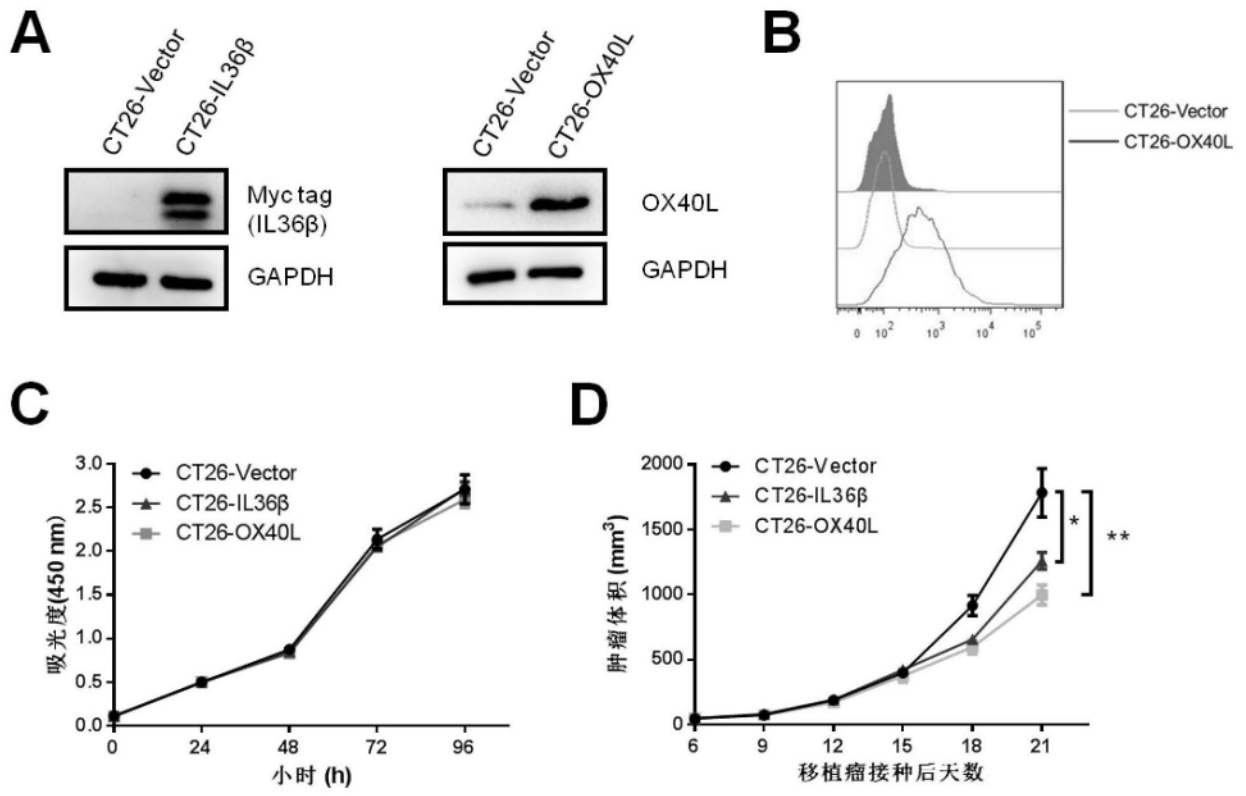 A
CT26-Vector
CT26-IL36β
Myc tag
(IL36β)
GAPDH
CT26-Vector
CT26-OX40L
OX40L
GAPDH
B
CT26-Vector
CT26-OX40L
0 10² 10³ 10⁴ 10⁵
C
CT26-Vector
CT26-IL36β
CT26-OX40L
吸光度(450 nm)
3.0
2.5
2.0
1.0
0.5
0.0
0 24 48 72 96
小时 (h)
D
CT26-Vector
CT26-IL36β
CT26-OX40L
肿瘤体积 (mm³)
2000
1500
1000
500
0
6 9 12 15 18 21
移植瘤接种后天数
*
**